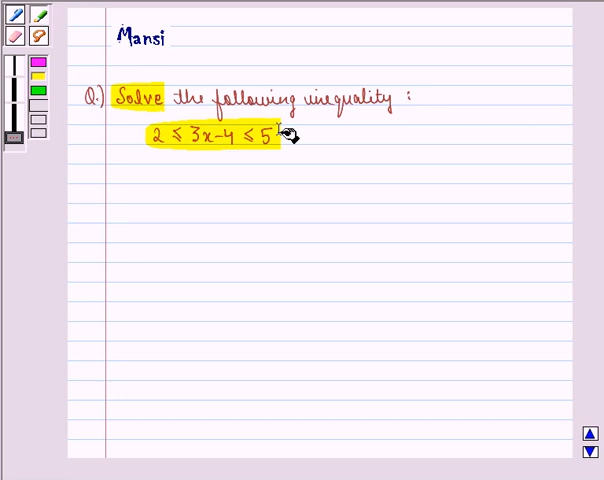 Mansi
Q.) Solve the following inequality :
2 ⩽ 3x-4 ⩽ 5